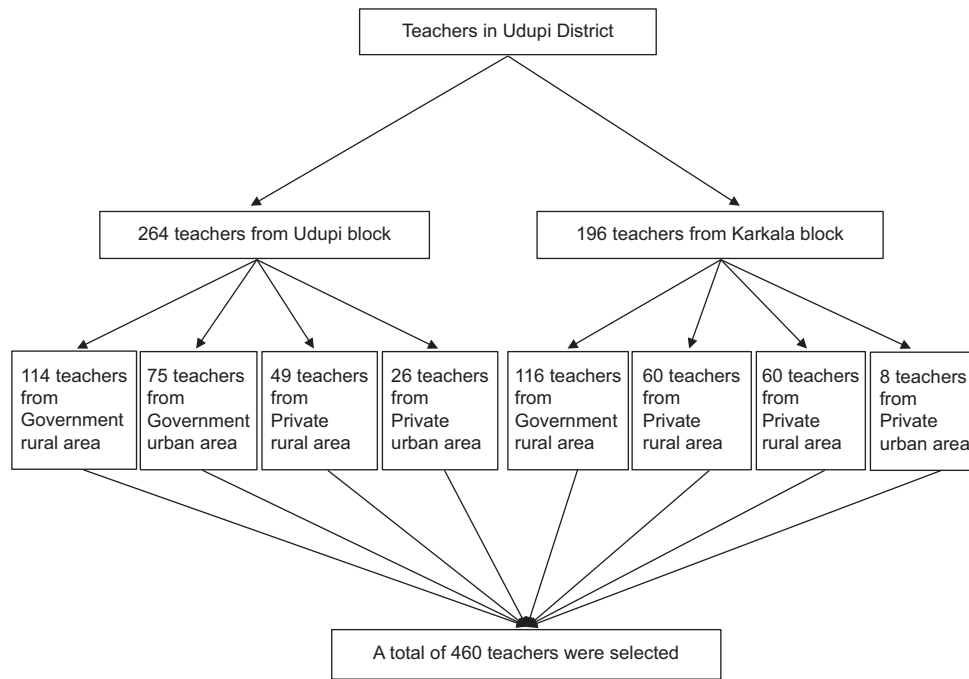 Teachers in Udupi District
264 teachers from Udupi block
196 teachers from Karkala block
114 teachers
from
Government
rural area
75 teachers
from
Government
urban area
49 teachers
from
Private
rural area
26 teachers
from
Private
urban area
116 teachers
from
Government
rural area
60 teachers
from
Private
rural area
60 teachers
from
Private
rural area
8 teachers
from
Private
urban area
A total of 460 teachers were selected